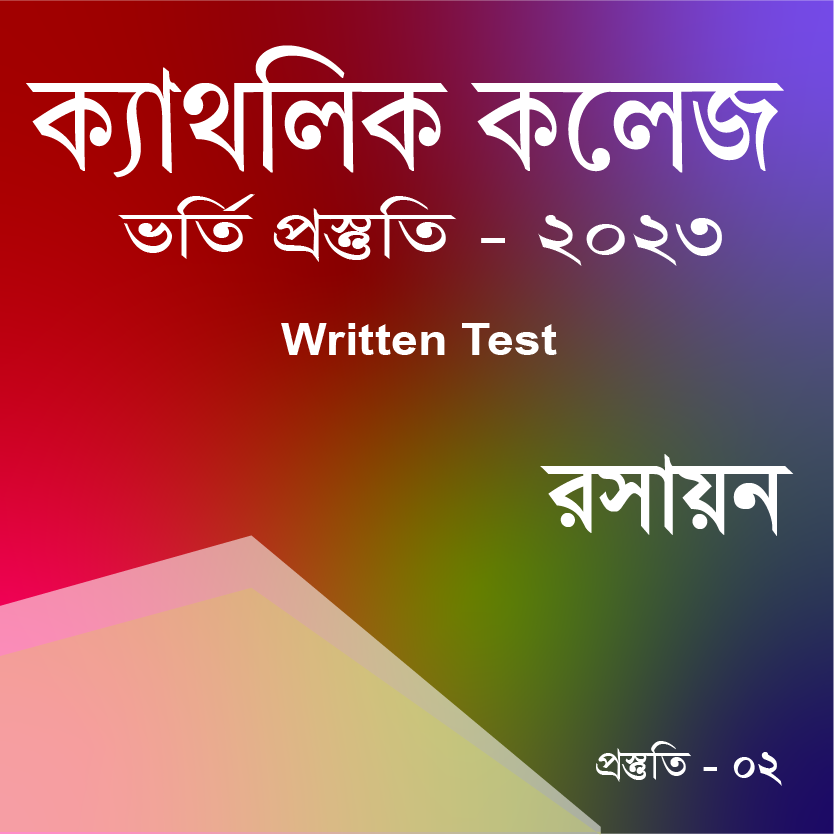 ক্যাথলিক কলেজ
ভর্তি প্রস্তুতি - ২০২৩
Written Test
রসায়ন
প্রস্তুতি - ০২